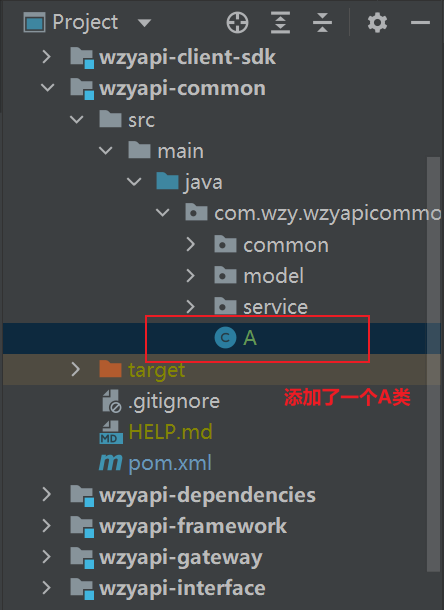 Project
wzyapi-client-sdk
wzyapi-common
src
main
java
com.wzy.wzyapicommo
common
model
service
C A
target
添加了一个A类
.gitignore
MD HELP.md
m pom.xml
wzyapi-dependencies
wzyapi-framework
wzyapi-gateway
wzyapi-interface